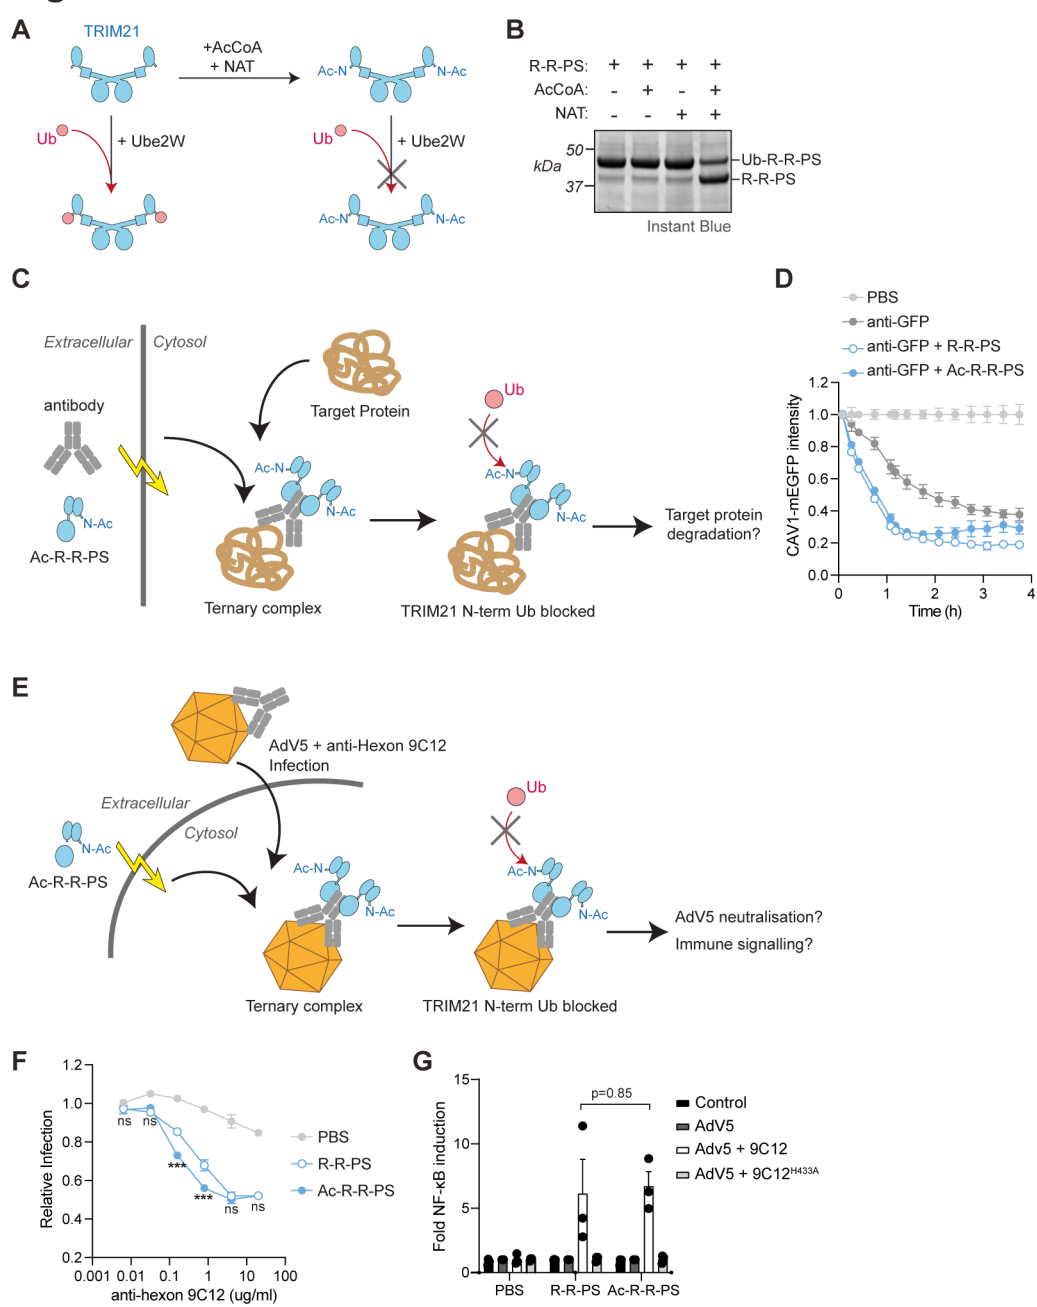 A
TRIM21
+AcCoA
+ NAT
Ac-N
N-Ac
Ub
+ Ube2W
Ub
+ Ube2W
Ac-N
N-Ac
B
R-R-PS: + + + +
AcCoA: - + - +
NAT: - - + +
50
kDa
37
Ub-R-R-PS
R-R-PS
Instant Blue
C
Extracellular
Cytosol
antibody
N-Ac
Ac-R-R-PS
Target Protein
Ac-N
N-Ac
Ternary complex
Ub
Ac-N
N-Ac
TRIM21 N-term Ub blocked
Target protein
degradation?
D
PBS
anti-GFP
anti-GFP + R-R-PS
anti-GFP + Ac-R-R-PS
CAV1-mEGFP intensity
1.2
1.0
0.8
0.6
0.4
0.2
0.0
0 1 2 3 4
Time (h)
E
AdV5 + anti-Hexon 9C12
Infection
Extracellular
Cytosol
N-Ac
Ac-R-R-PS
Ac-N
N-Ac
Ternary complex
Ub
Ac-N
N-Ac
TRIM21 N-term Ub blocked
AdV5 neutralisation?
Immune signalling?
F
Relative Infection
1.2
1.0
0.8
0.6
0.4
0.2
ns
ns
***
***
ns
ns
PBS
R-R-PS
Ac-R-R-PS
0.001 0.01 0.1 1 10 100
anti-hexon 9C12 (ug/ml)
G
Fold NF-κB induction
15
10
5
0
p=0.85
Control
AdV5
Adv5 + 9C12
AdV5 + 9C12H433A
PBS
R-R-PS
Ac-R-R-PS